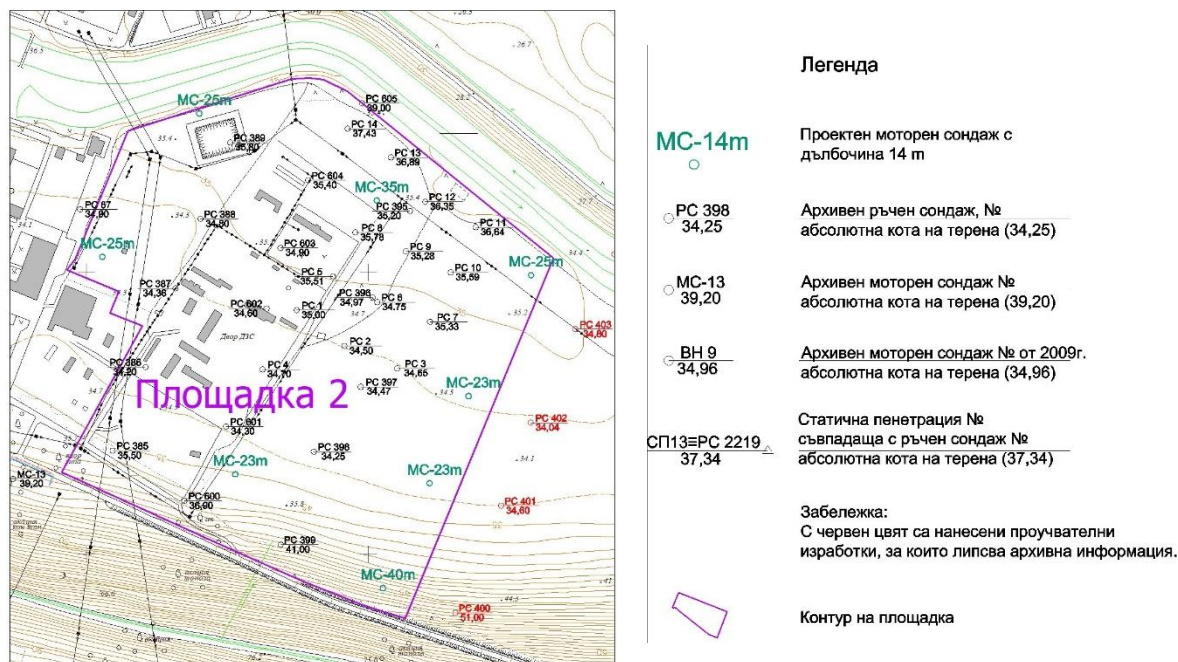 МС-25m
РС 605
39,00
РС 14
37,43
РС 389
35,80
РС 13
36,89
РС 604
35,40
МС-35m
РС 12
36,35
РС 395
35,20
РС 87
34,90
РС 388
34,80
РС 11
36,64
РС 8
35,78
РС 603
34,90
РС 9
35,28
МС-25m
РС 5
35,51
РС 10
35,69
МС-25m
РС 387
34,36
РС 396
34,97
РС 6
34,75
РС 602
34,60
РС 1
35,00
РС 7
35,33
РС 403
34,80
Двор ДЗС
РС 2
34,50
РС 386
34,20
РС 4
34,70
РС 3
34,65
Площадка 2
РС 397
34,47
МС-23m
РС 402
34,04
РС 601
34,30
РС 385
35,50
РС 398
34,25
МС-23m
МС-23m
МС-13
39,20
РС 600
36,90
РС 401
34,60
РС 399
41,00
МС-40m
РС 400
51,00
Легенда
МС-14m
Проектен моторен сондаж с
дълбочина 14 m
РС 398
34,25
Архивен ръчен сондаж, №
абсолютна кота на терена (34,25)
МС-13
39,20
Архивен моторен сондаж №
абсолютна кота на терена (39,20)
ВН 9
34,96
Архивен моторен сондаж № от 2009г.
абсолютна кота на терена (34,96)
СП13≡РС 2219
37,34
Статична пенетрация №
съвпадаща с ръчен сондаж №
абсолютна кота на терена (37,34)
Забележка:
С червен цвят са нанесени проучвателни
изработки, за които липсва архивна информация.
Контур на площадка